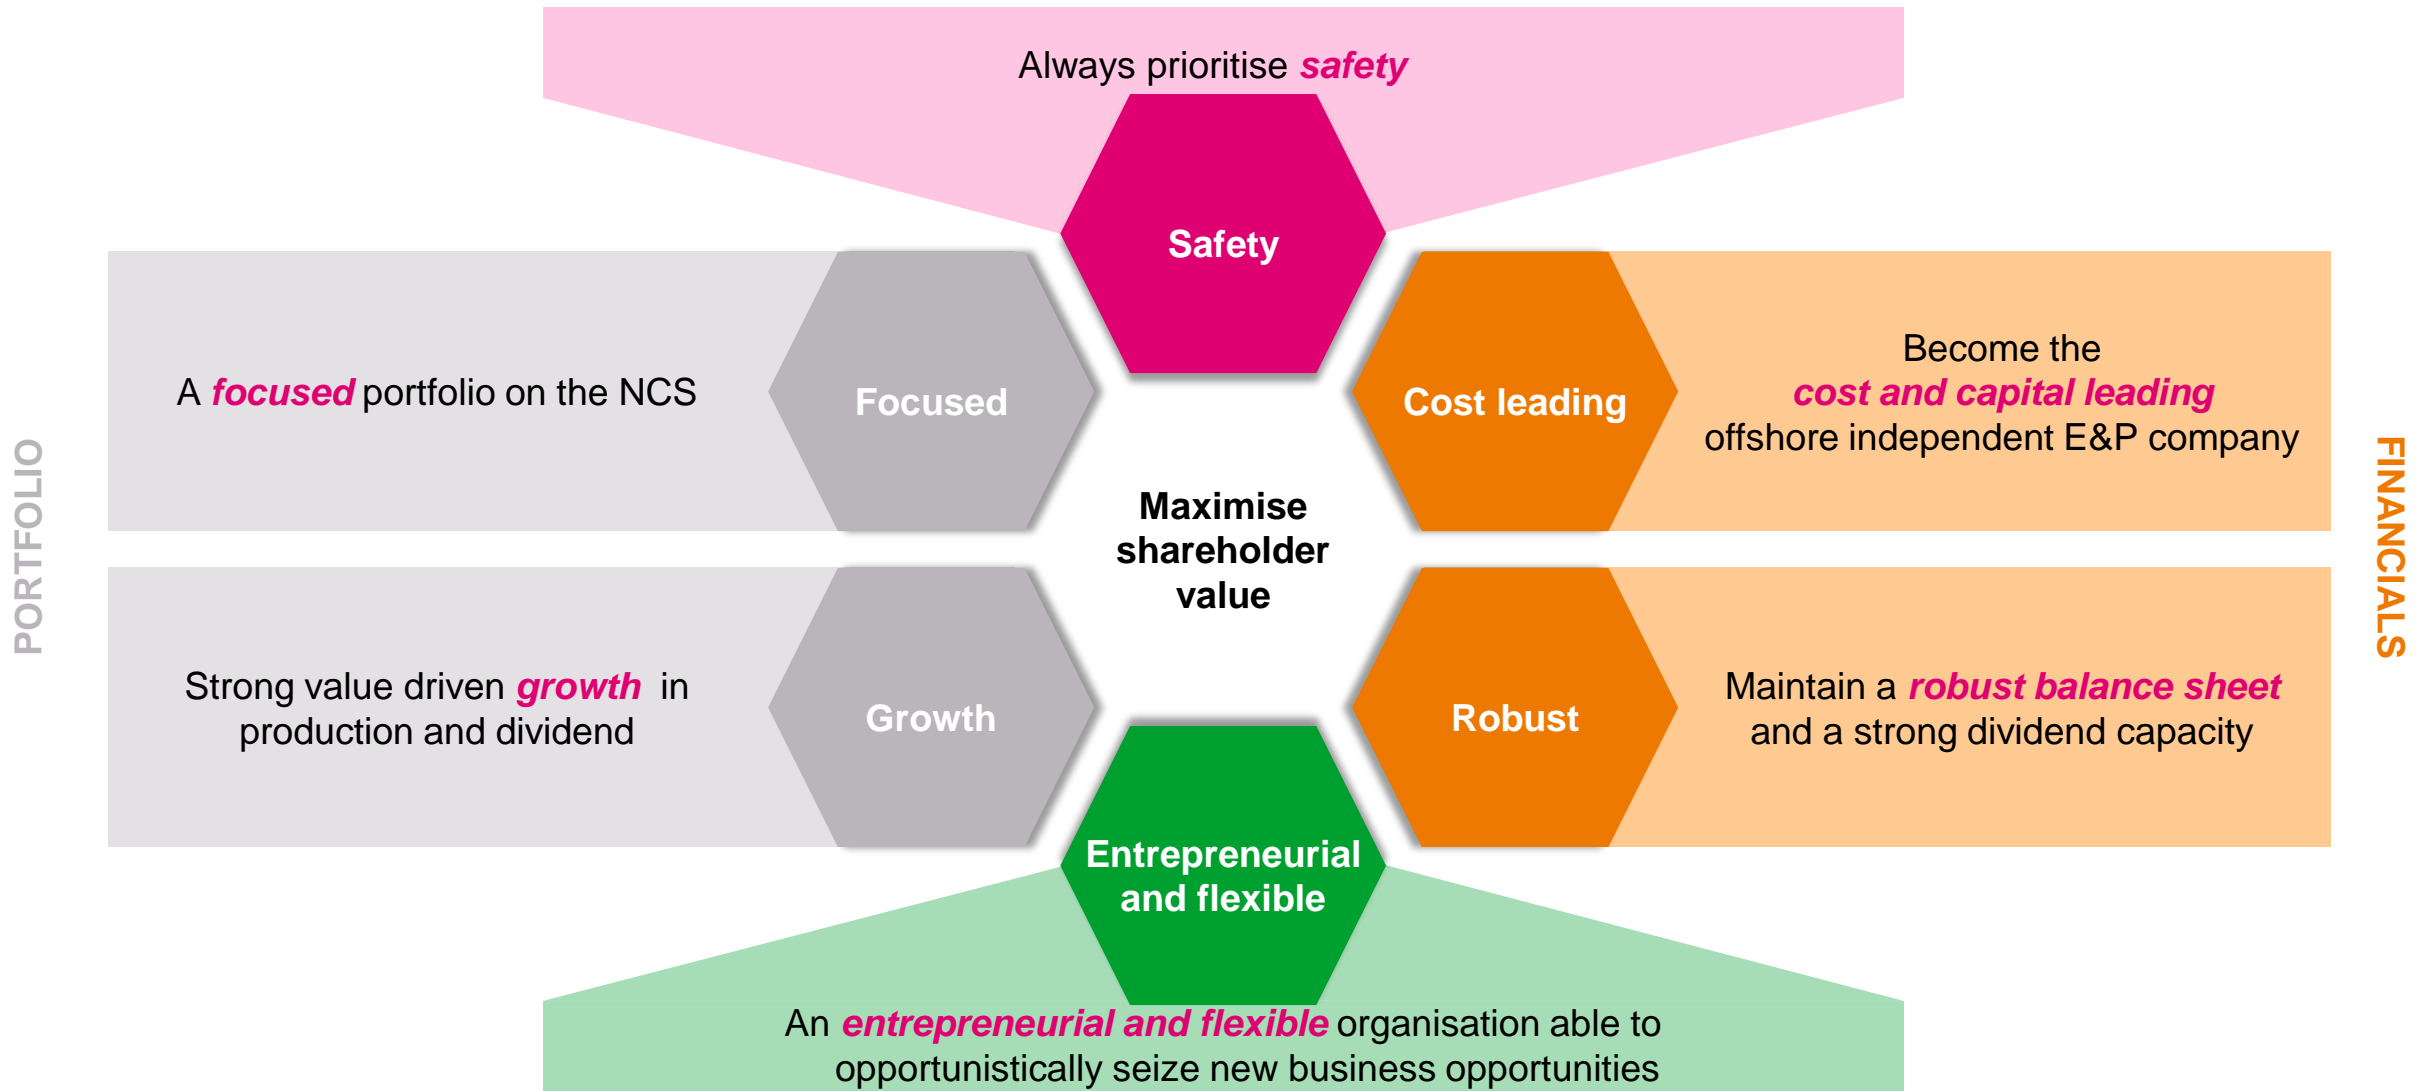 Always prioritise safety
Safety
PORTFOLIO
A focused portfolio on the NCS
Focused
Strong value driven growth in
production and dividend
Growth
Maximise
shareholder
value
Cost leading
Become the
cost and capital leading
offshore independent E&P company
Robust
Maintain a robust balance sheet
and a strong dividend capacity
FINANCIALS
Entrepreneurial
and flexible
An entrepreneurial and flexible organisation able to
opportunistically seize new business opportunities